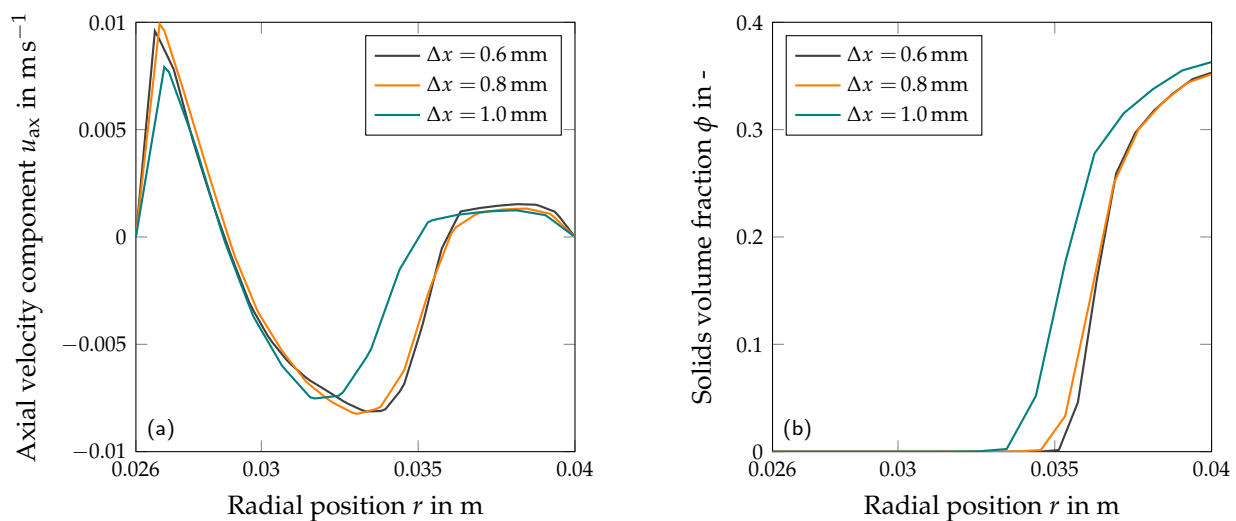 Axial velocity component u_ax in m s⁻¹
0.01
0.005
0
−0.005
−0.01
Δx = 0.6 mm
Δx = 0.8 mm
Δx = 1.0 mm
(a)
0.026
0.03
0.035
0.04
Radial position r in m
Solids volume fraction ϕ in -
0.4
0.3
0.2
0.1
0
Δx = 0.6 mm
Δx = 0.8 mm
Δx = 1.0 mm
(b)
0.026
0.03
0.035
0.04
Radial position r in m